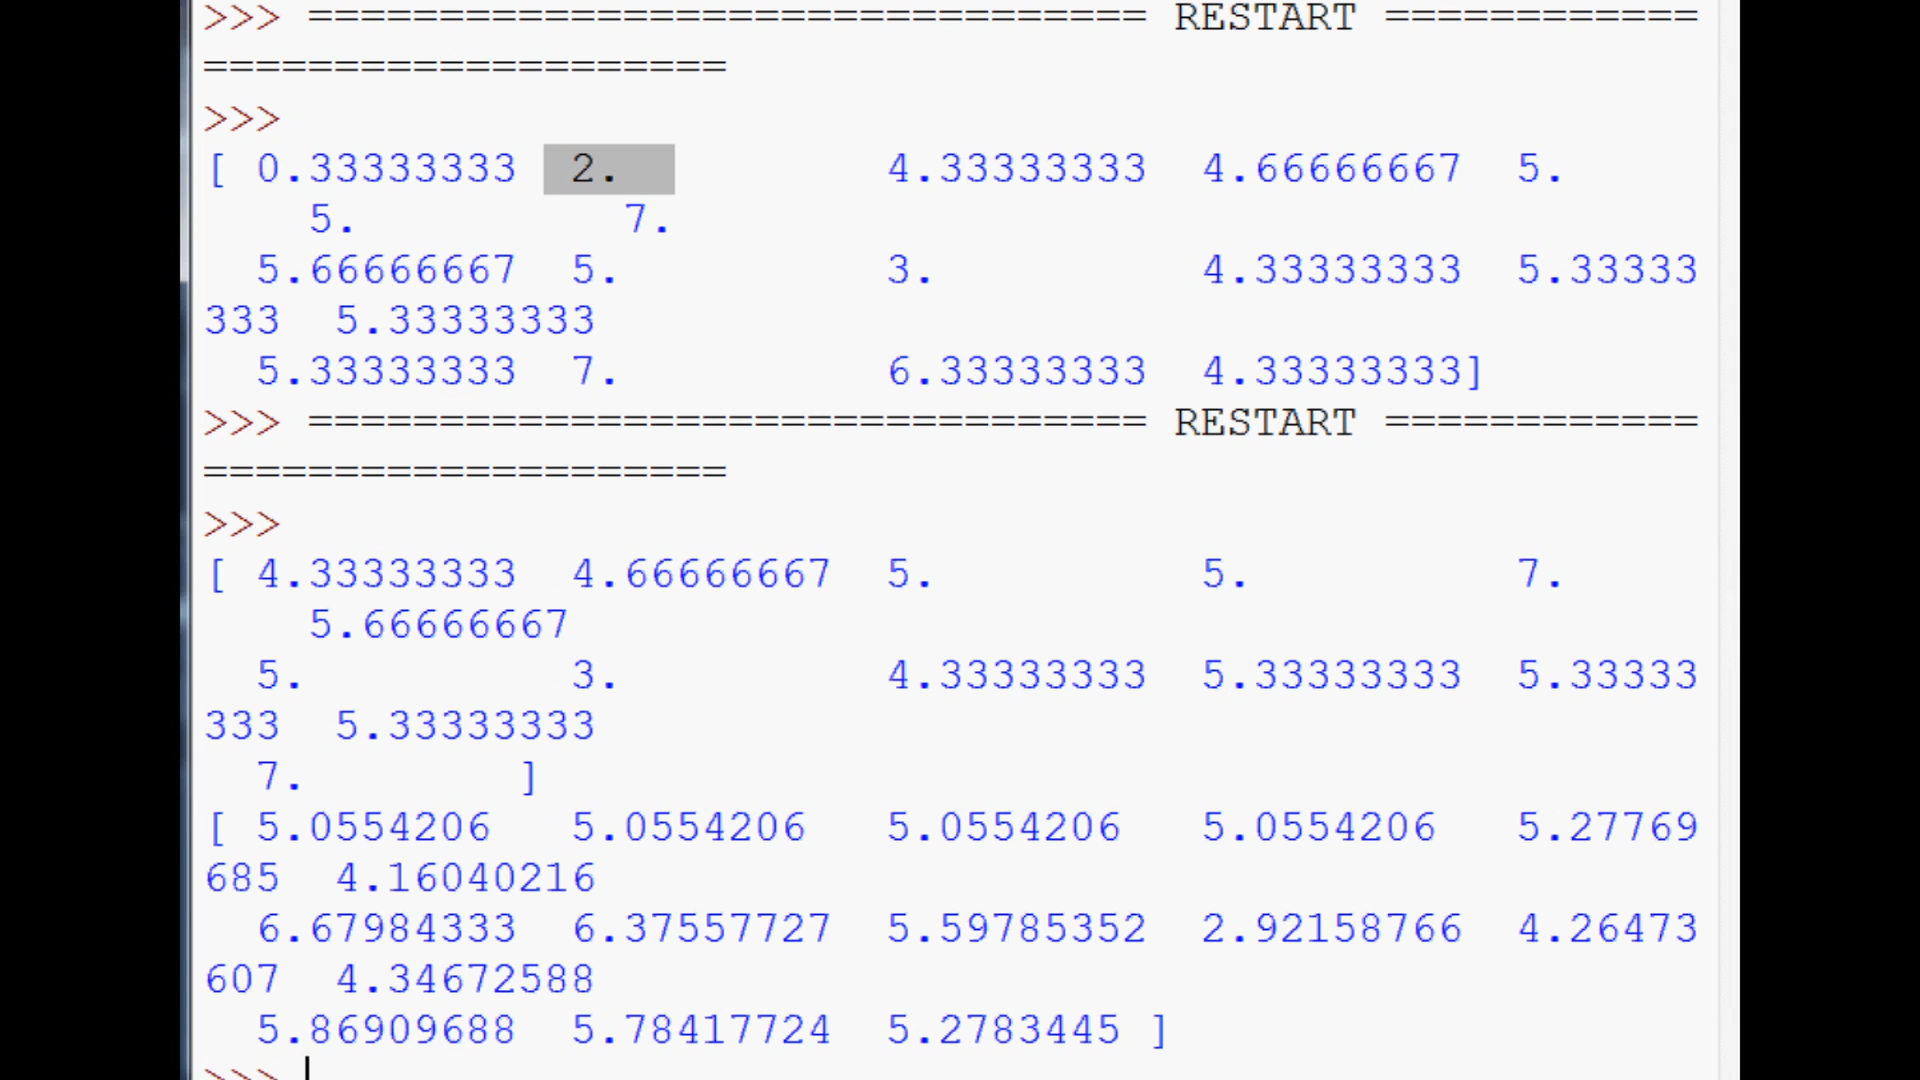 >>> ================================ RESTART ============
====================
>>>
[ 0.33333333  2.          4.33333333  4.66666667  5.
    5.          7.
  5.66666667  5.          3.          4.33333333  5.33333
333  5.33333333
  5.33333333  7.          6.33333333  4.33333333]
>>> ================================ RESTART ============
====================
>>>
[ 4.33333333  4.66666667  5.          5.          7.
    5.66666667
  5.          3.          4.33333333  5.33333333  5.33333
333  5.33333333
  7.        ]
[ 5.0554206   5.0554206   5.0554206   5.0554206   5.27769
685  4.16040216
  6.67984333  6.37557727  5.59785352  2.92158766  4.26473
607  4.34672588
  5.86909688  5.78417724  5.2783445 ]
>>>